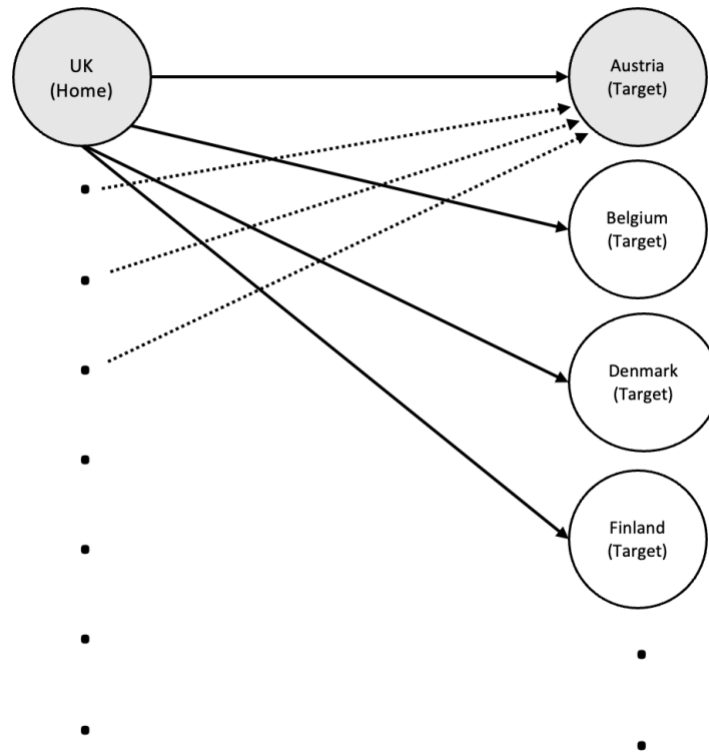 UK
(Home)
Austria
(Target)
Belgium
(Target)
Denmark
(Target)
Finland
(Target)